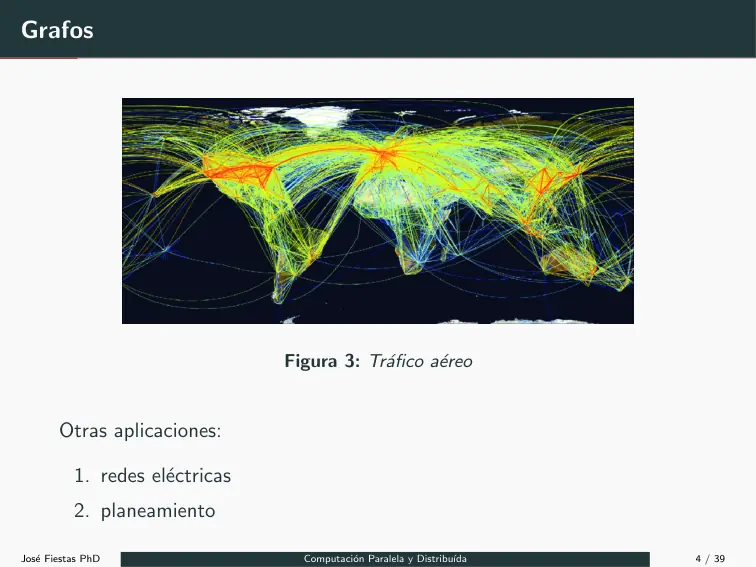 Grafos
Figura 3: Tráfico aéreo
Otras aplicaciones:
1. redes eléctricas
2. planeamiento
José Fiestas PhD
Computación Paralela y Distribuída
4 / 39